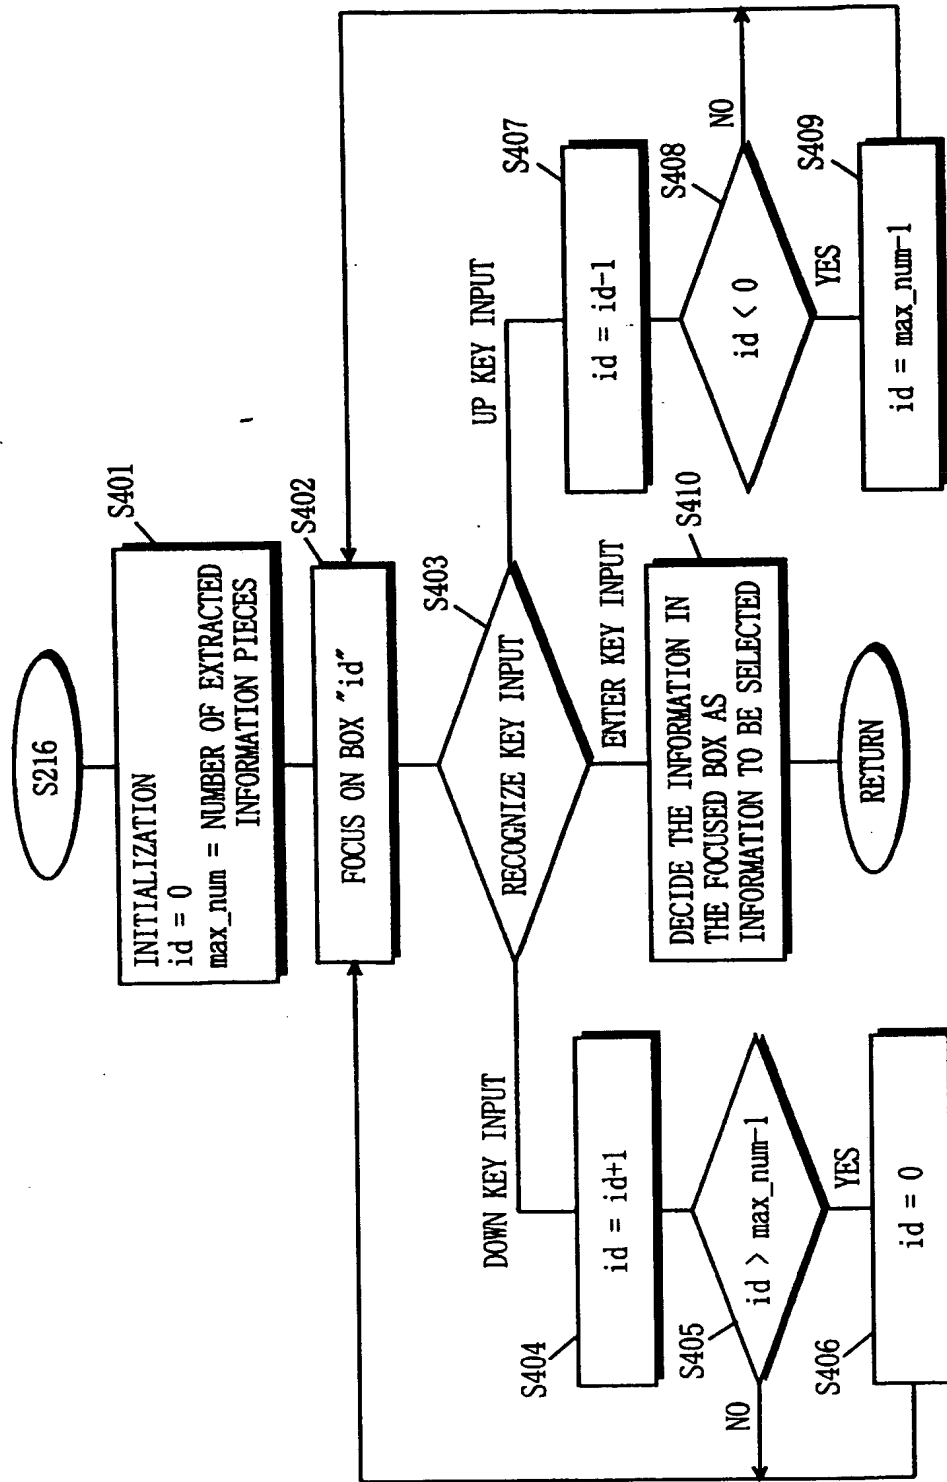 S216
S401
INITIALIZATION
id = 0
max_num = NUMBER OF EXTRACTED
INFORMATION PIECES
S402
FOCUS ON BOX "id"
S403
RECOGNIZE KEY INPUT
DOWN KEY INPUT
ENTER KEY INPUT
UP KEY INPUT
S404
id = id+1
S405
id > max_num-1
NO
YES
S406
id = 0
S410
DECIDE THE INFORMATION IN
THE FOCUSED BOX AS
INFORMATION TO BE SELECTED
RETURN
S407
id = id-1
S408
id < 0
NO
YES
S409
id = max_num-1